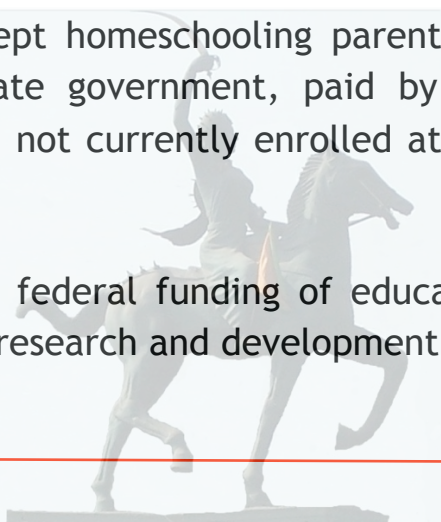 ept homeschooling parent
ate government, paid by
not currently enrolled at
federal funding of educa
research and development